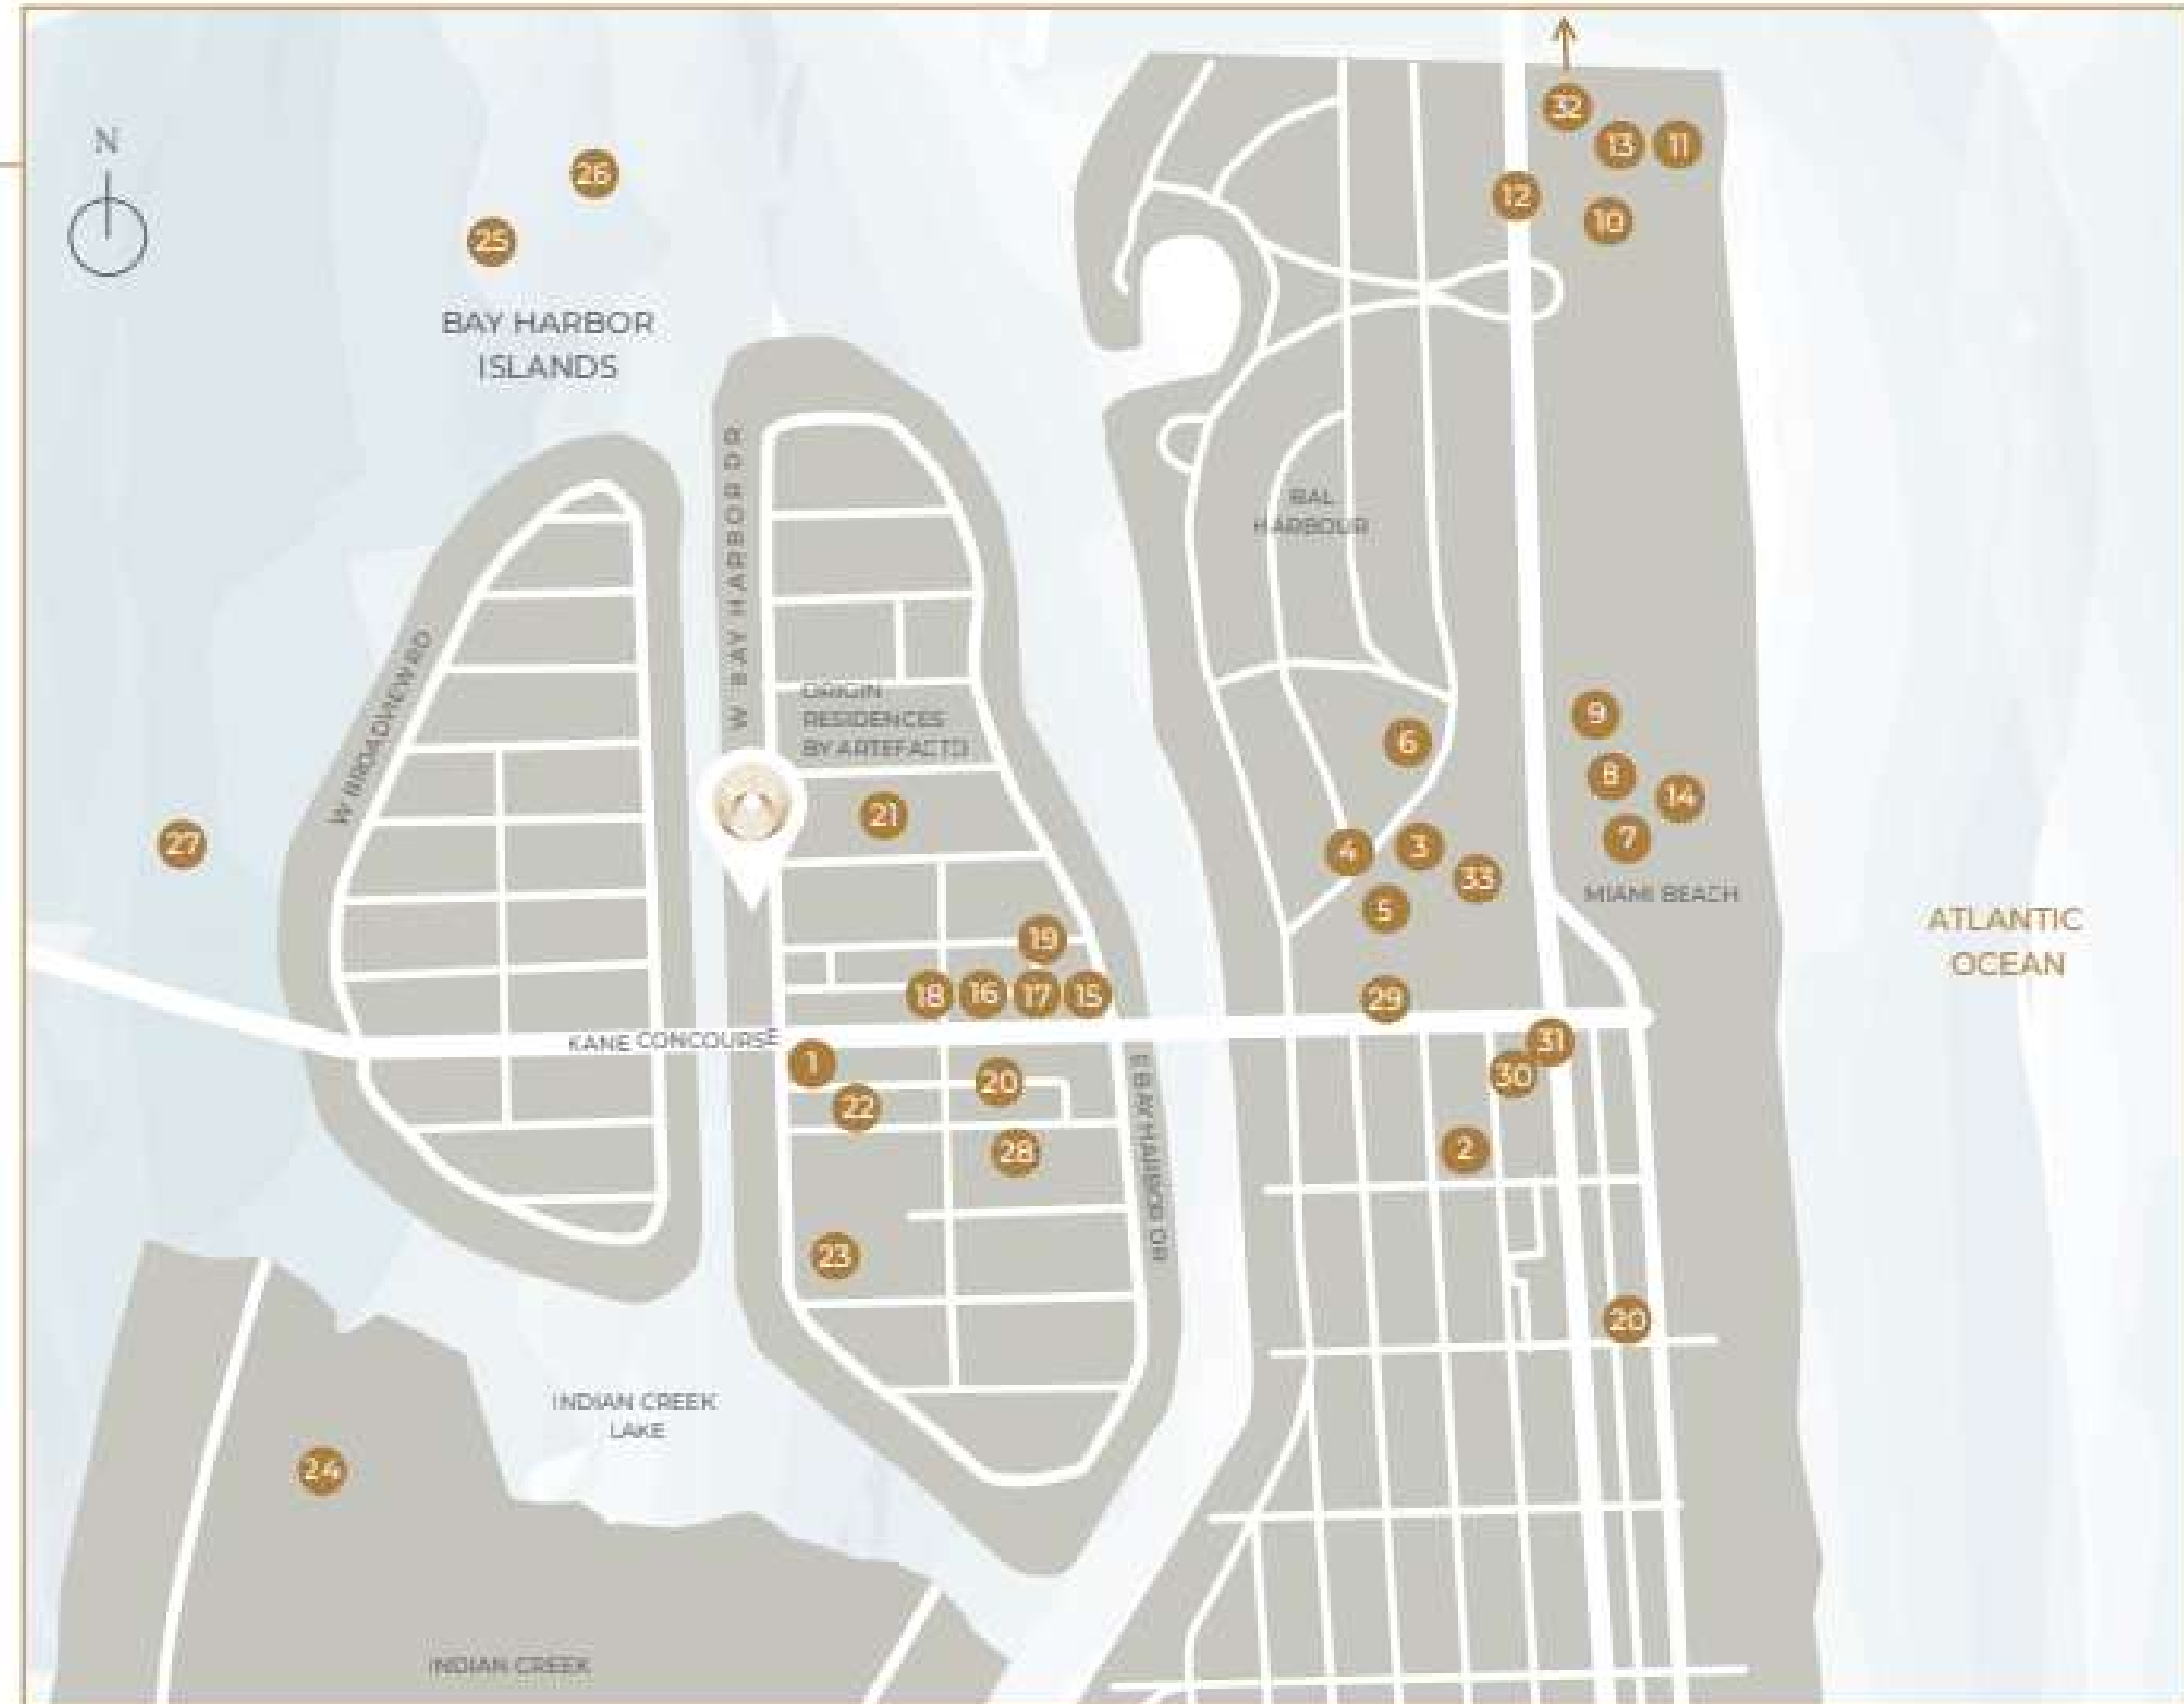 N
32
13
11
26
12
10
25
BAY HARBOR
ISLANDS
W BAY HARBOR DR
BAL
HARBOUR
W BROADVIEW RD
ORIGIN
RESIDENCES
BY ARTEFACTO
9
6
8
14
21
7
27
4
3
33
MIAMI BEACH
5
ATLANTIC
OCEAN
19
18
16
17
15
29
KANE CONCOURSE
31
1
20
30
22
28
2
E BAY HARBOR DR
23
20
INDIAN CREEK
LAKE
24
INDIAN CREEK